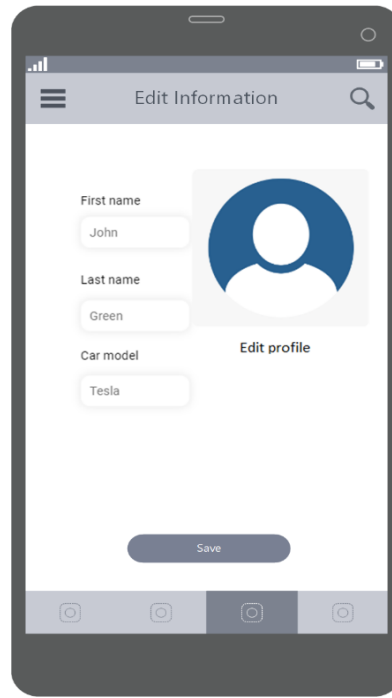 Edit Information
First name
John
Last name
Green
Edit profile
Car model
Tesla
Save